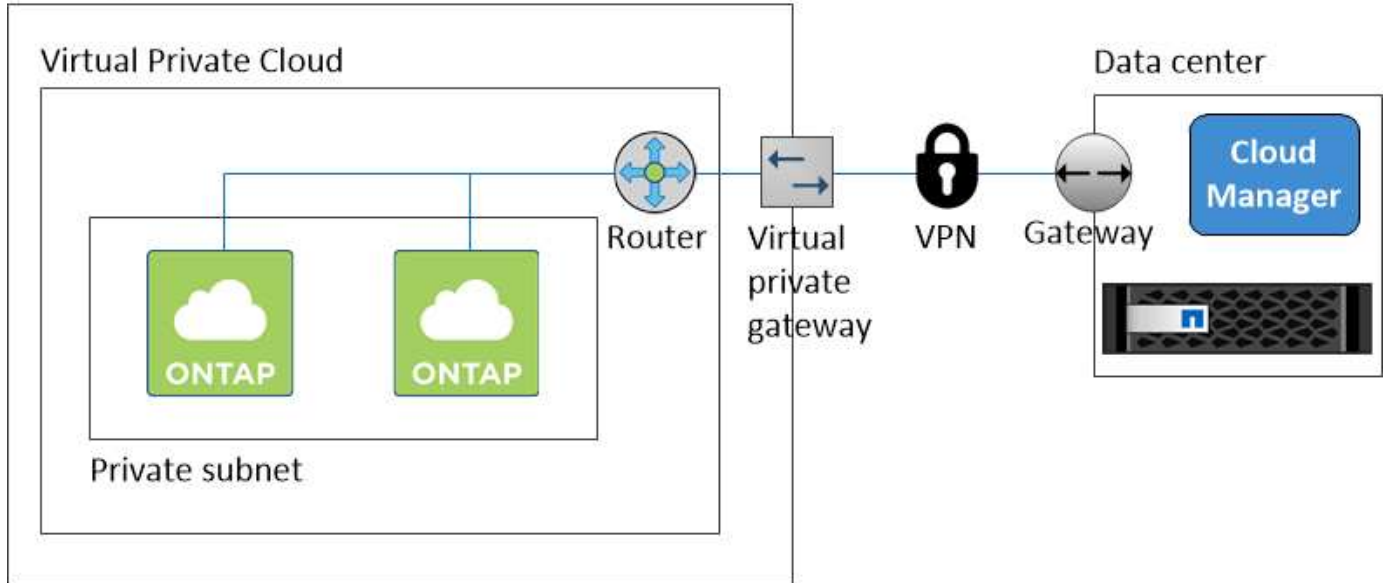 Virtual Private Cloud
Data center
Cloud
Manager
Router
Virtual
private
gateway
VPN
Gateway
ONTAP
ONTAP
Private subnet